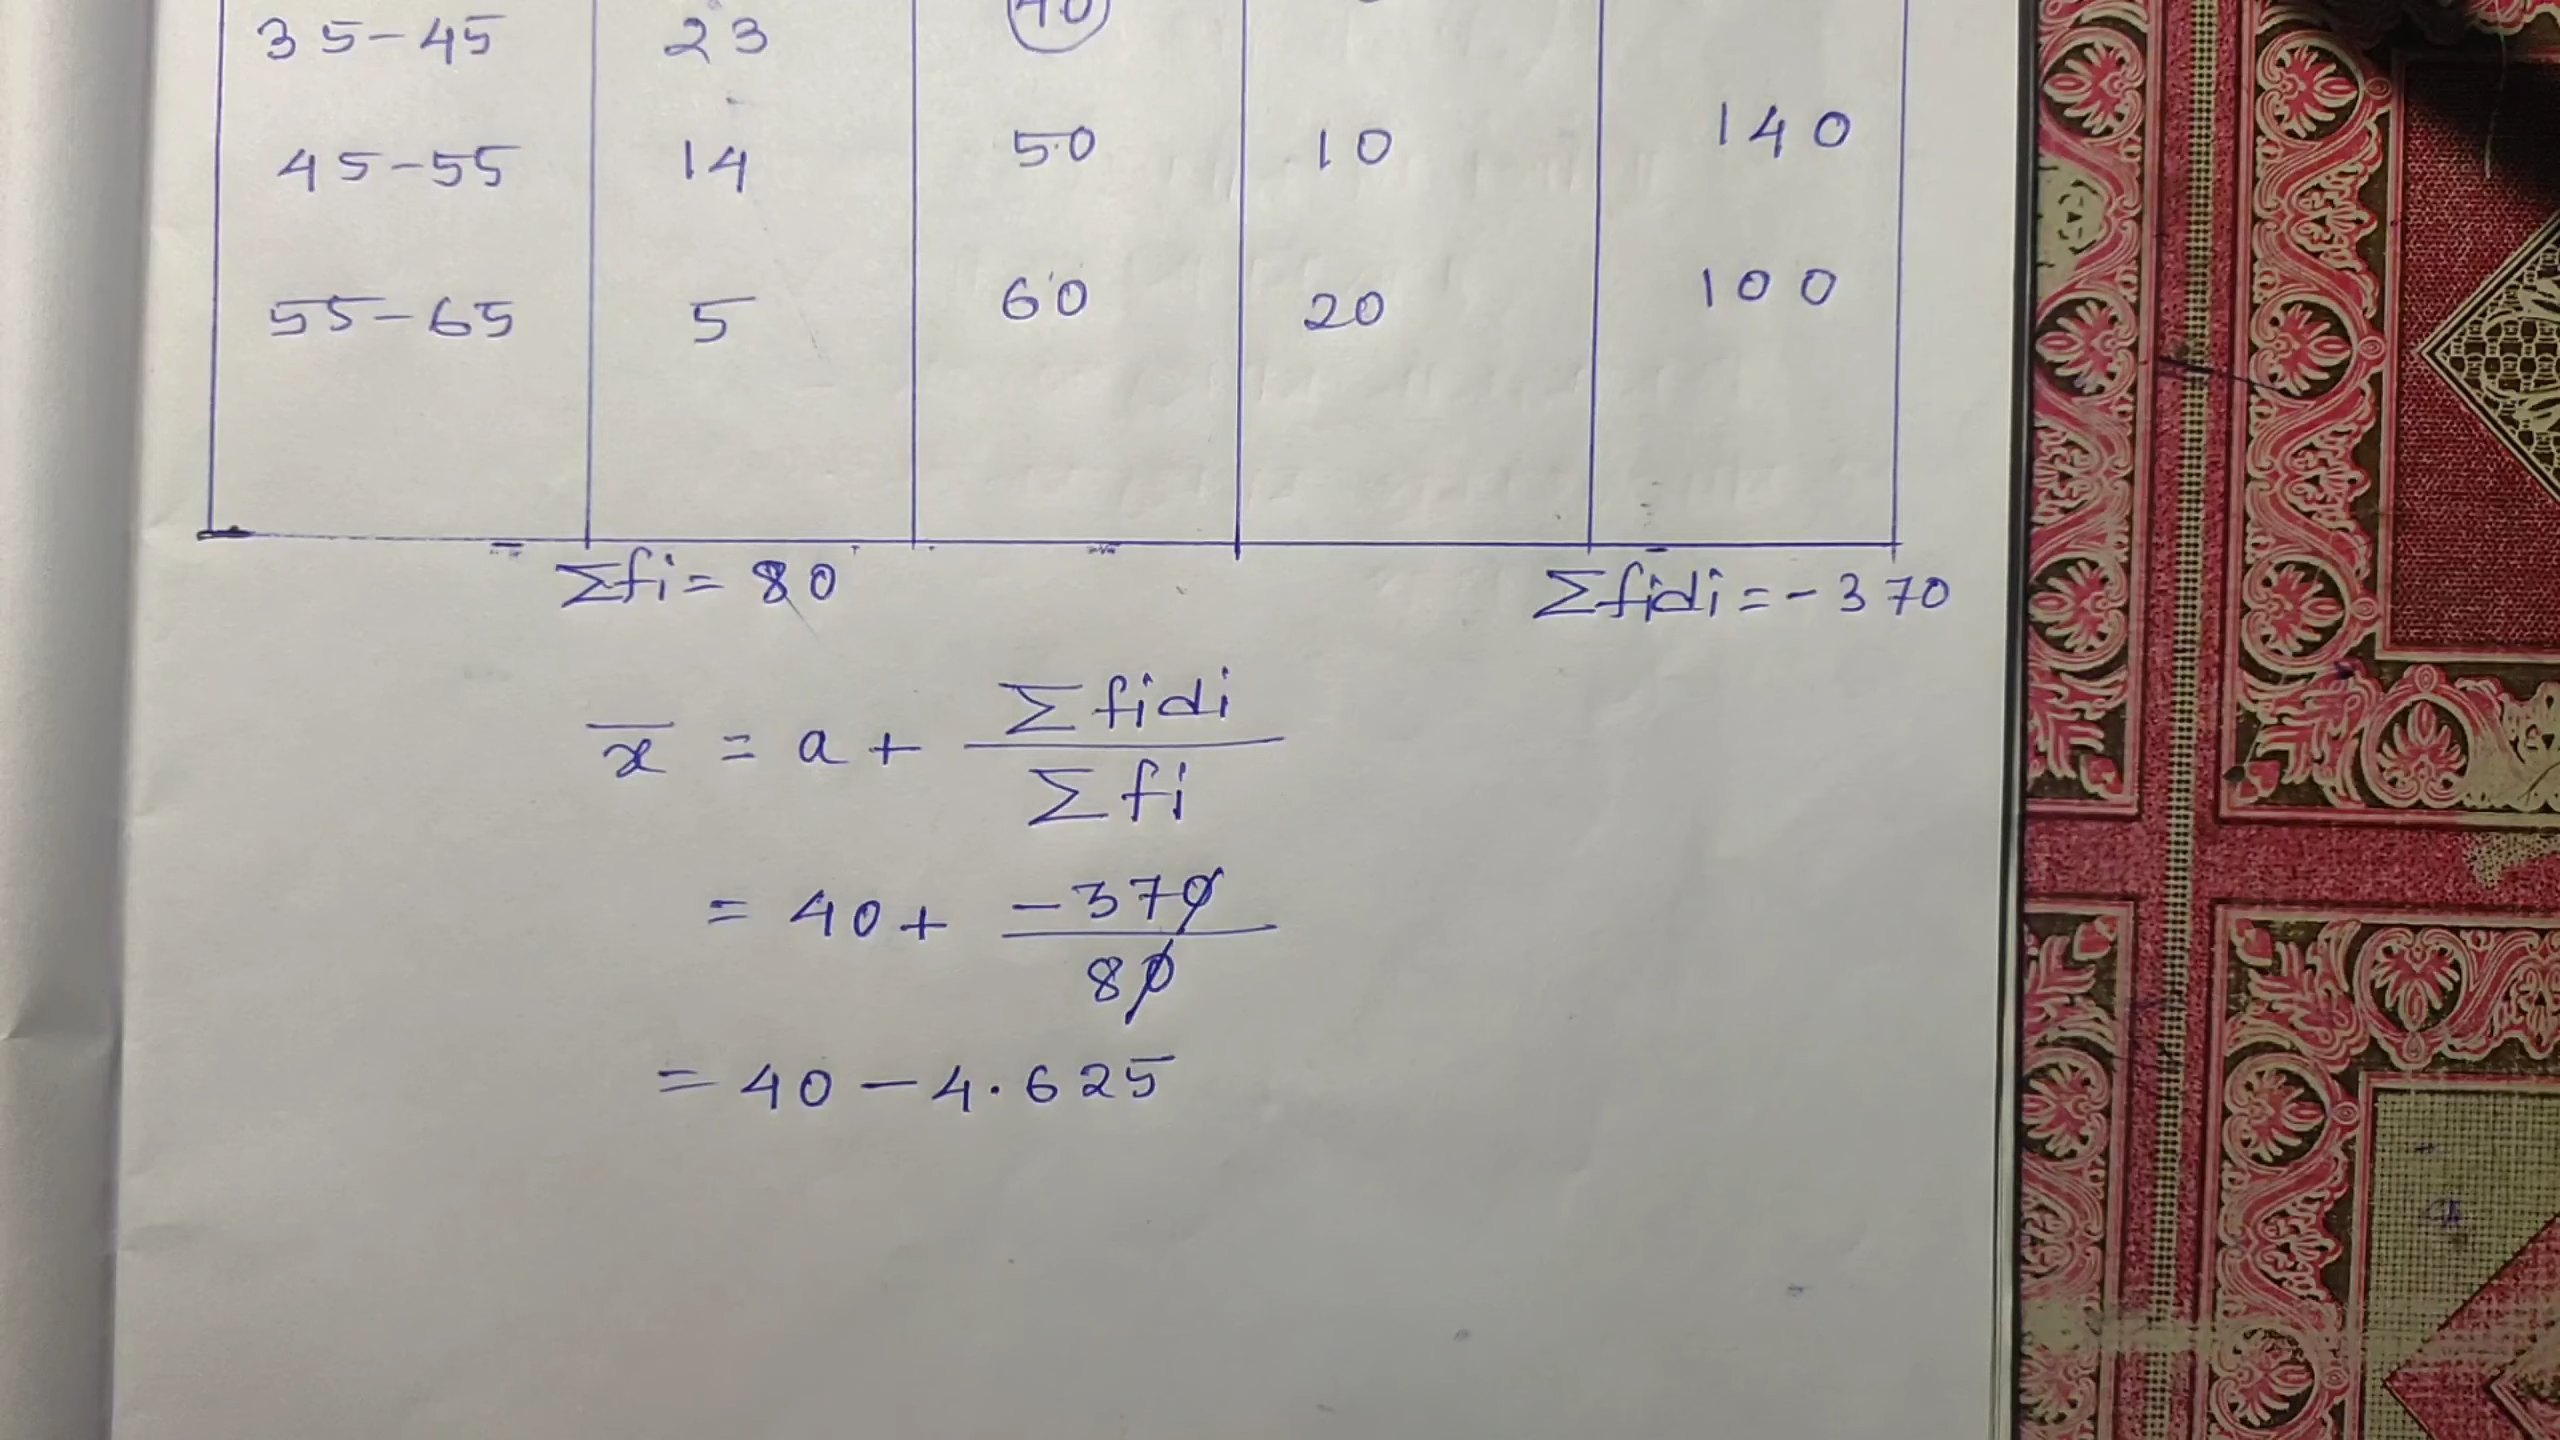 35-45 23 40
45-55 14 50 10 140
55-65 5 60 20 100
Σfi = 80 Σfidi = -370
x̄ = a + Σfidi / Σfi
= 40 + -370 / 80
= 40 - 4.625